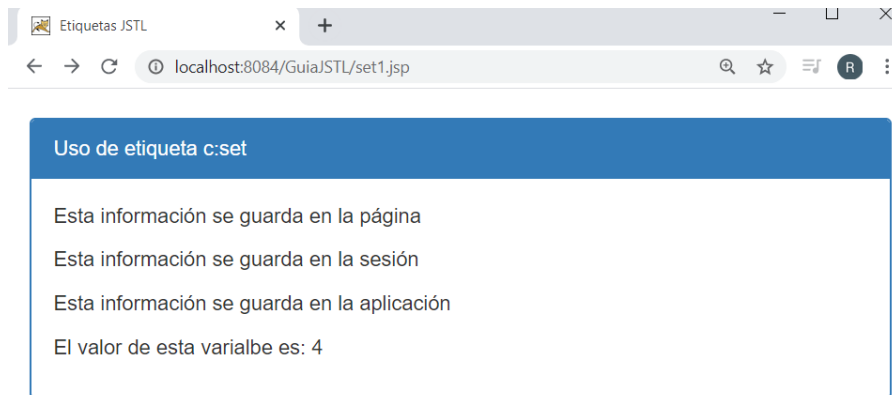 Etiquetas JSTL
localhost:8084/GuiaJSTL/set1.jsp
R
Uso de etiqueta c:set
Esta información se guarda en la página
Esta información se guarda en la sesión
Esta información se guarda en la aplicación
El valor de esta varialbe es: 4